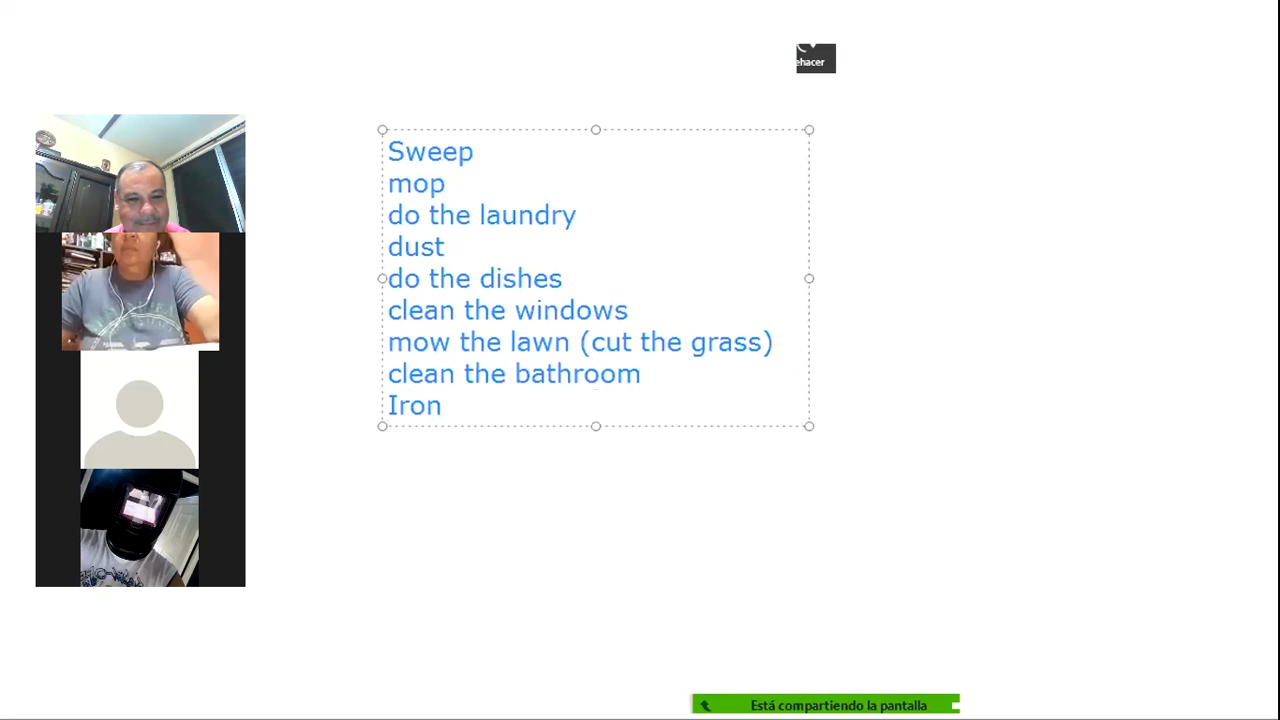 ehacer
Sweep
mop
do the laundry
dust
do the dishes
clean the windows
mow the lawn (cut the grass)
clean the bathroom
Iron
Está compartiendo la pantalla